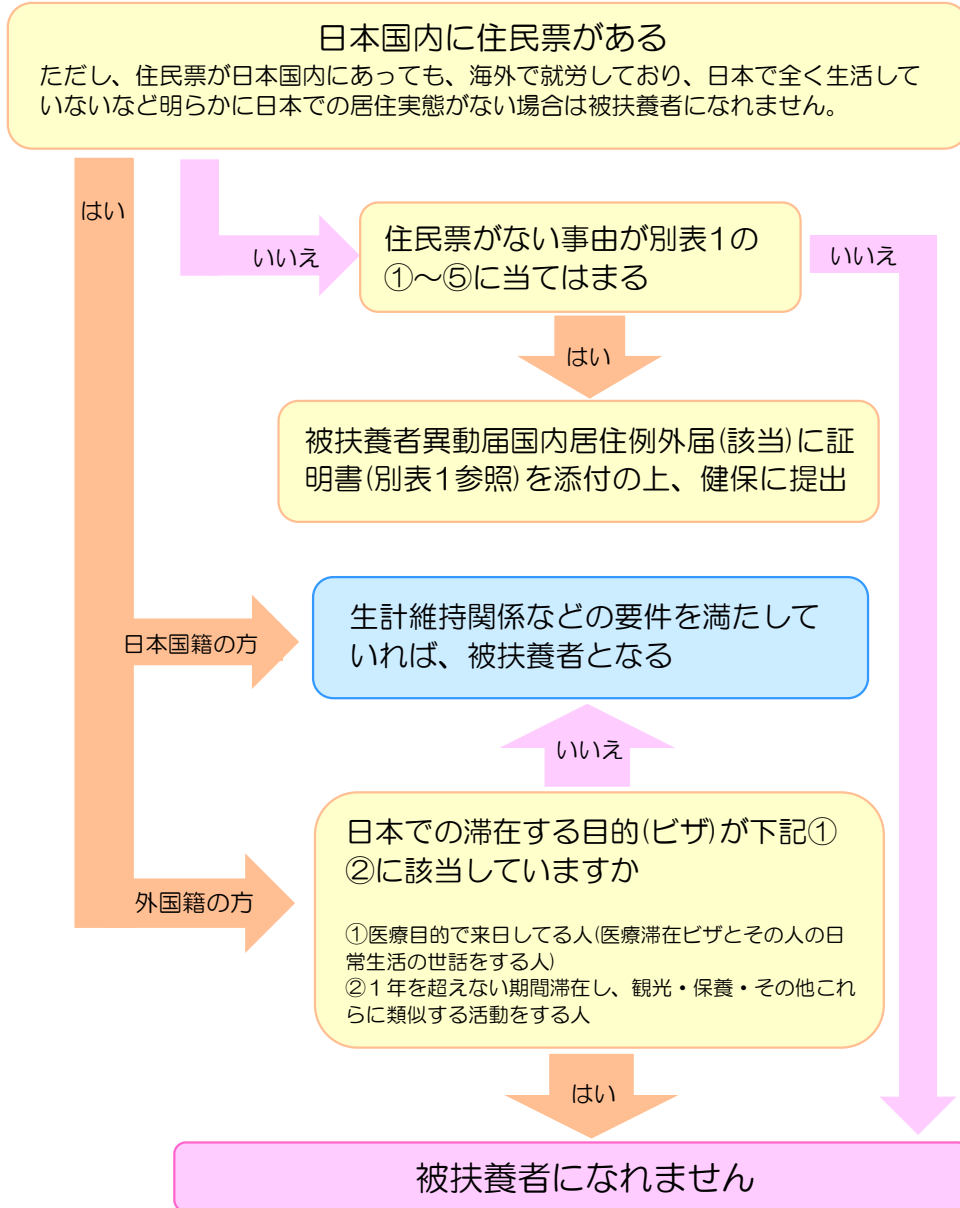 日本国内に住民票がある
ただし、住民票が日本国内にあっても、海外で就労しており、日本で全く生活して
いないなど明らかに日本での居住実態がない場合は被扶養者になれません。
はい
いいえ
住民票がない事由が別表1の
①～⑤に当てはまる
いいえ
はい
被扶養者異動届国内居住例外届(該当)に証
明書(別表1参照)を添付の上、健保に提出
日本国籍の方
生計維持関係などの要件を満たして
いれば、被扶養者となる
いいえ
外国籍の方
日本での滞在する目的(ビザ)が下記①
②に該当していますか
①医療目的で来日してる人(医療滞在ビザとその人の日
常生活の世話をする人)
②１年を超えない期間滞在し、観光・保養・その他これ
らに類似する活動をする人
はい
被扶養者になれません